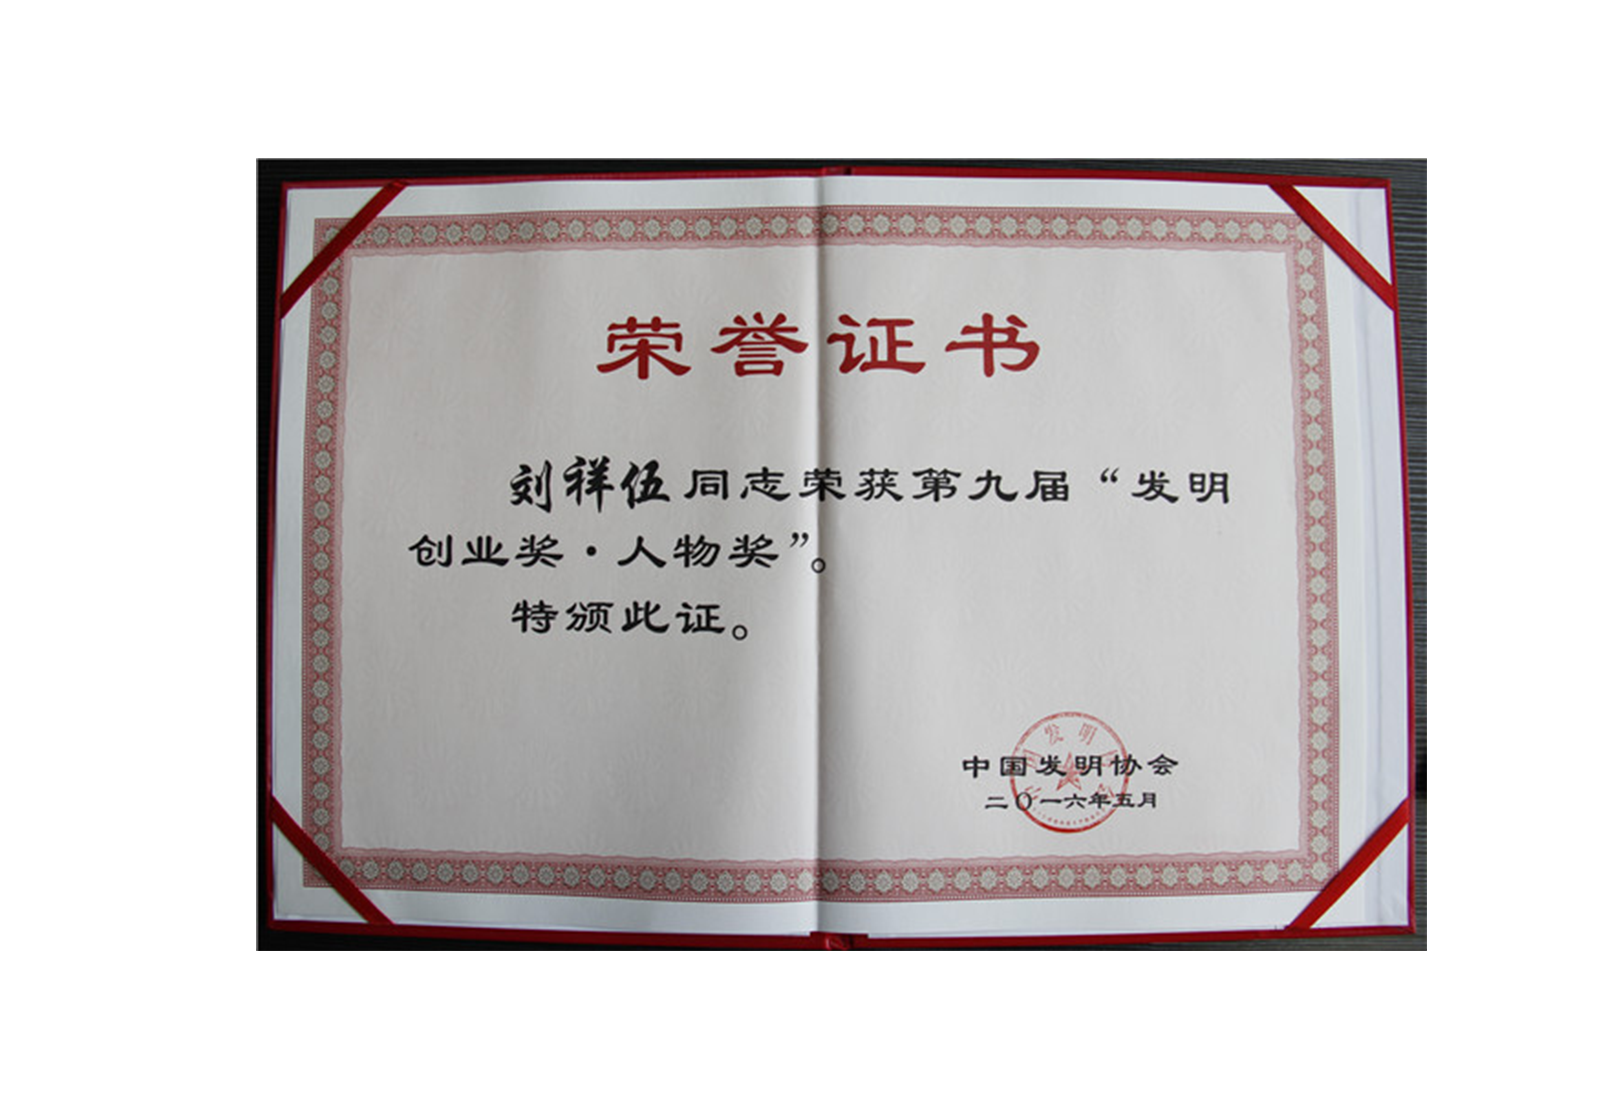 荣誉证书
刘祥伍同志荣获第九届“发明
创业奖·人物奖”。
特颁此证。
中国发明协会
二〇一六年五月